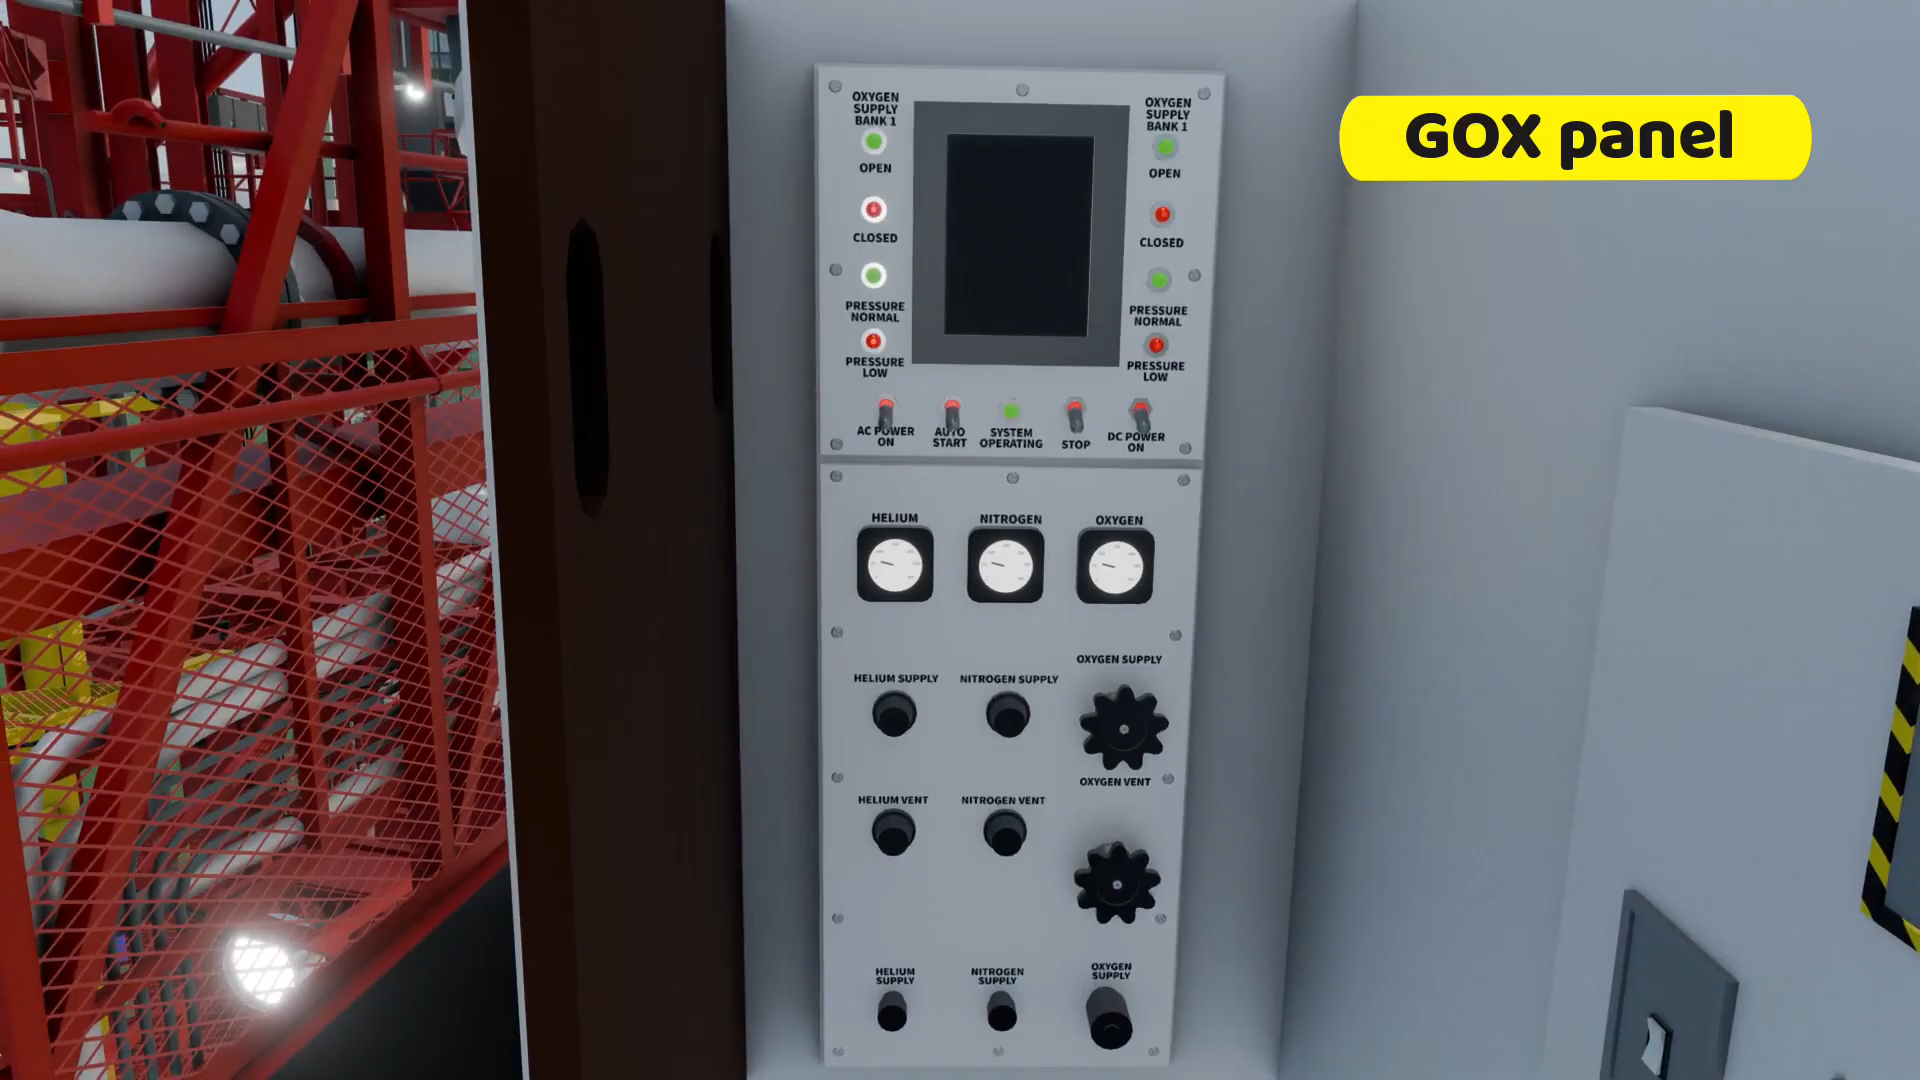 GOX panel
OXYGEN
SUPPLY
BANK 1
OPEN
CLOSED
PRESSURE
NORMAL
PRESSURE
LOW
OXYGEN
SUPPLY
BANK 1
OPEN
CLOSED
PRESSURE
NORMAL
PRESSURE
LOW
AC POWER
ON
AUTO
START
SYSTEM
OPERATING
STOP
DC POWER
ON
HELIUM
NITROGEN
OXYGEN
HELIUM SUPPLY
NITROGEN SUPPLY
OXYGEN SUPPLY
HELIUM VENT
NITROGEN VENT
OXYGEN VENT
HELIUM
SUPPLY
NITROGEN
SUPPLY
OXYGEN
SUPPLY